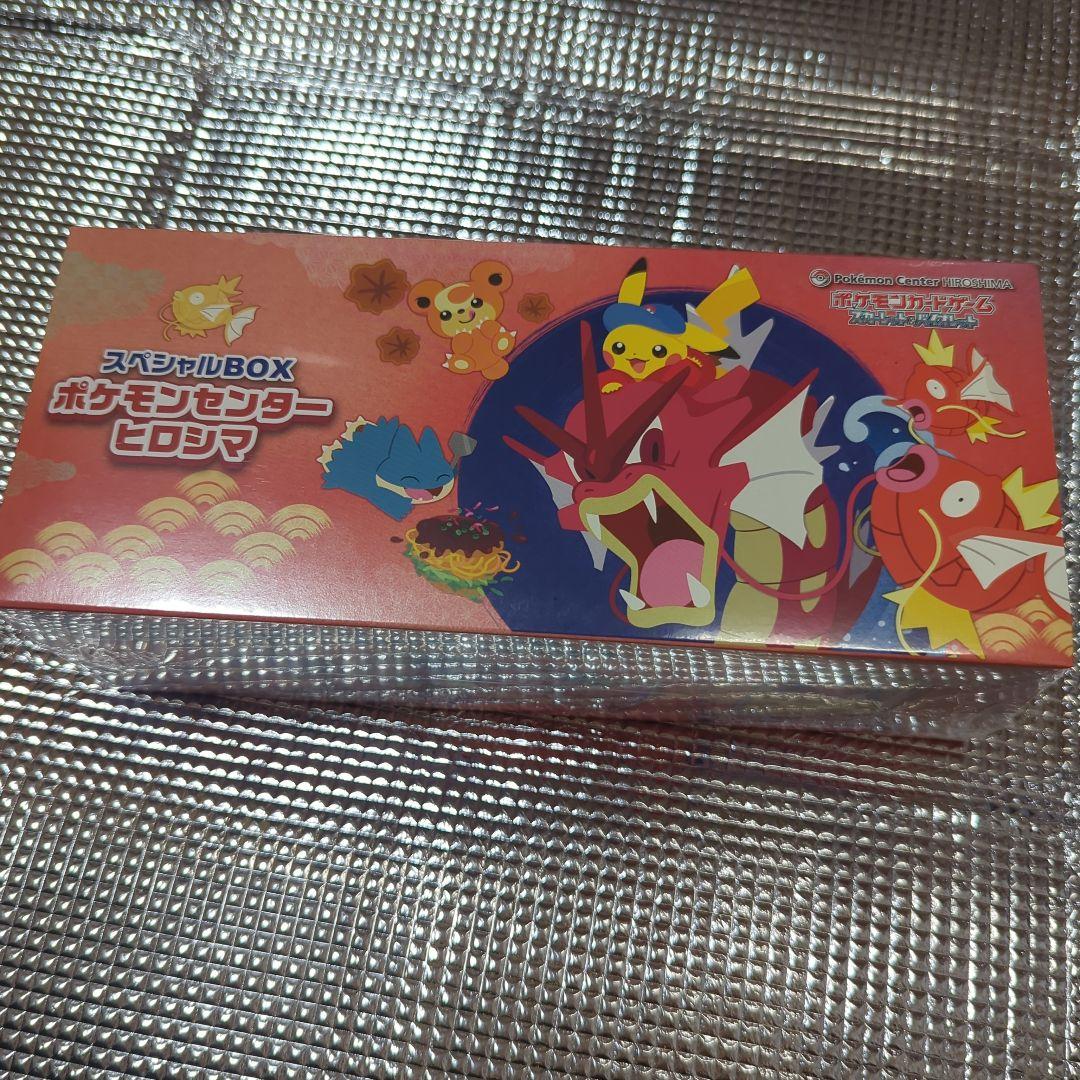 スペシャルBOX
ポケモンセンター
ヒロシマ
Pokémon Center HIROSHIMA
ポケモンカードゲーム
スカーレット&バイオレット